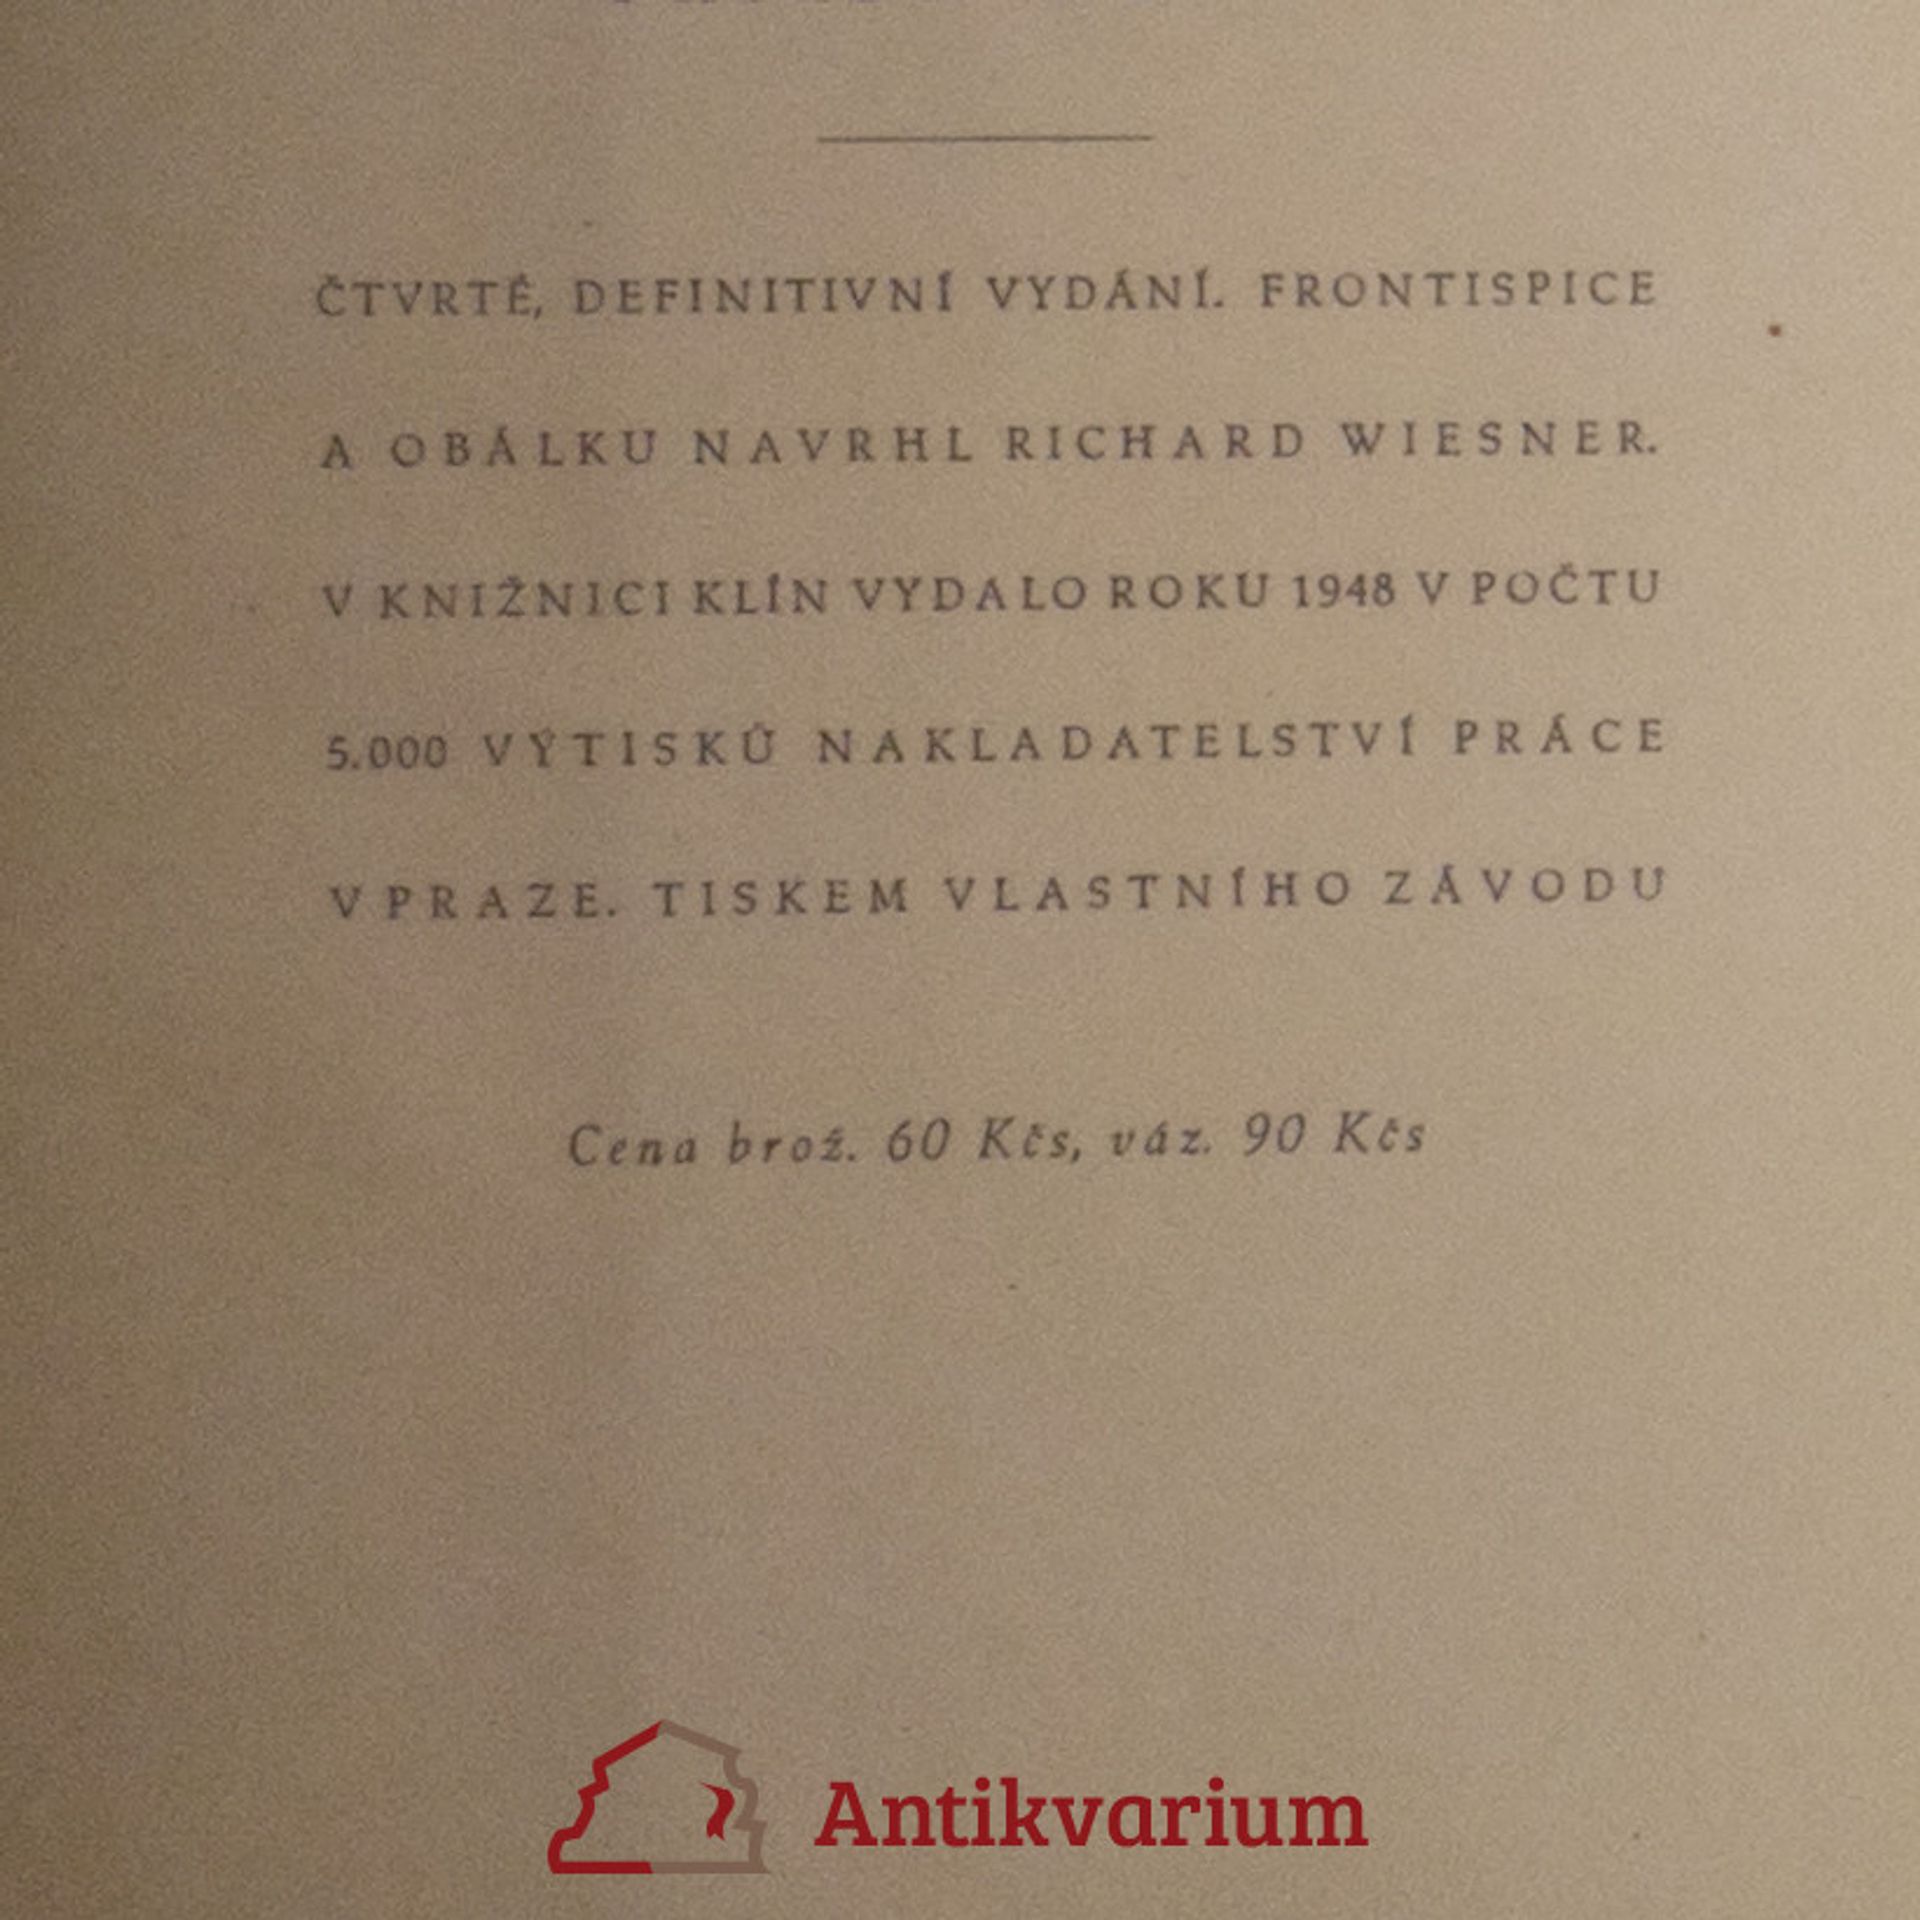 ČTVRTÉ, DEFINITIVNÍ VYDÁNÍ. FRONTISPICE
A OBÁLKU NAVRHL RICHARD WIESNER.
V KNIŽNICI KLÍN VYDALO ROKU 1948 V POČTU
5.000 VÝTISKŮ NAKLADATELSTVÍ PRÁCE
V PRAZE. TISKEM VLASTNÍHO ZÁVODU
Cena brož. 60 Kčs, váz. 90 Kčs
Antikvarium